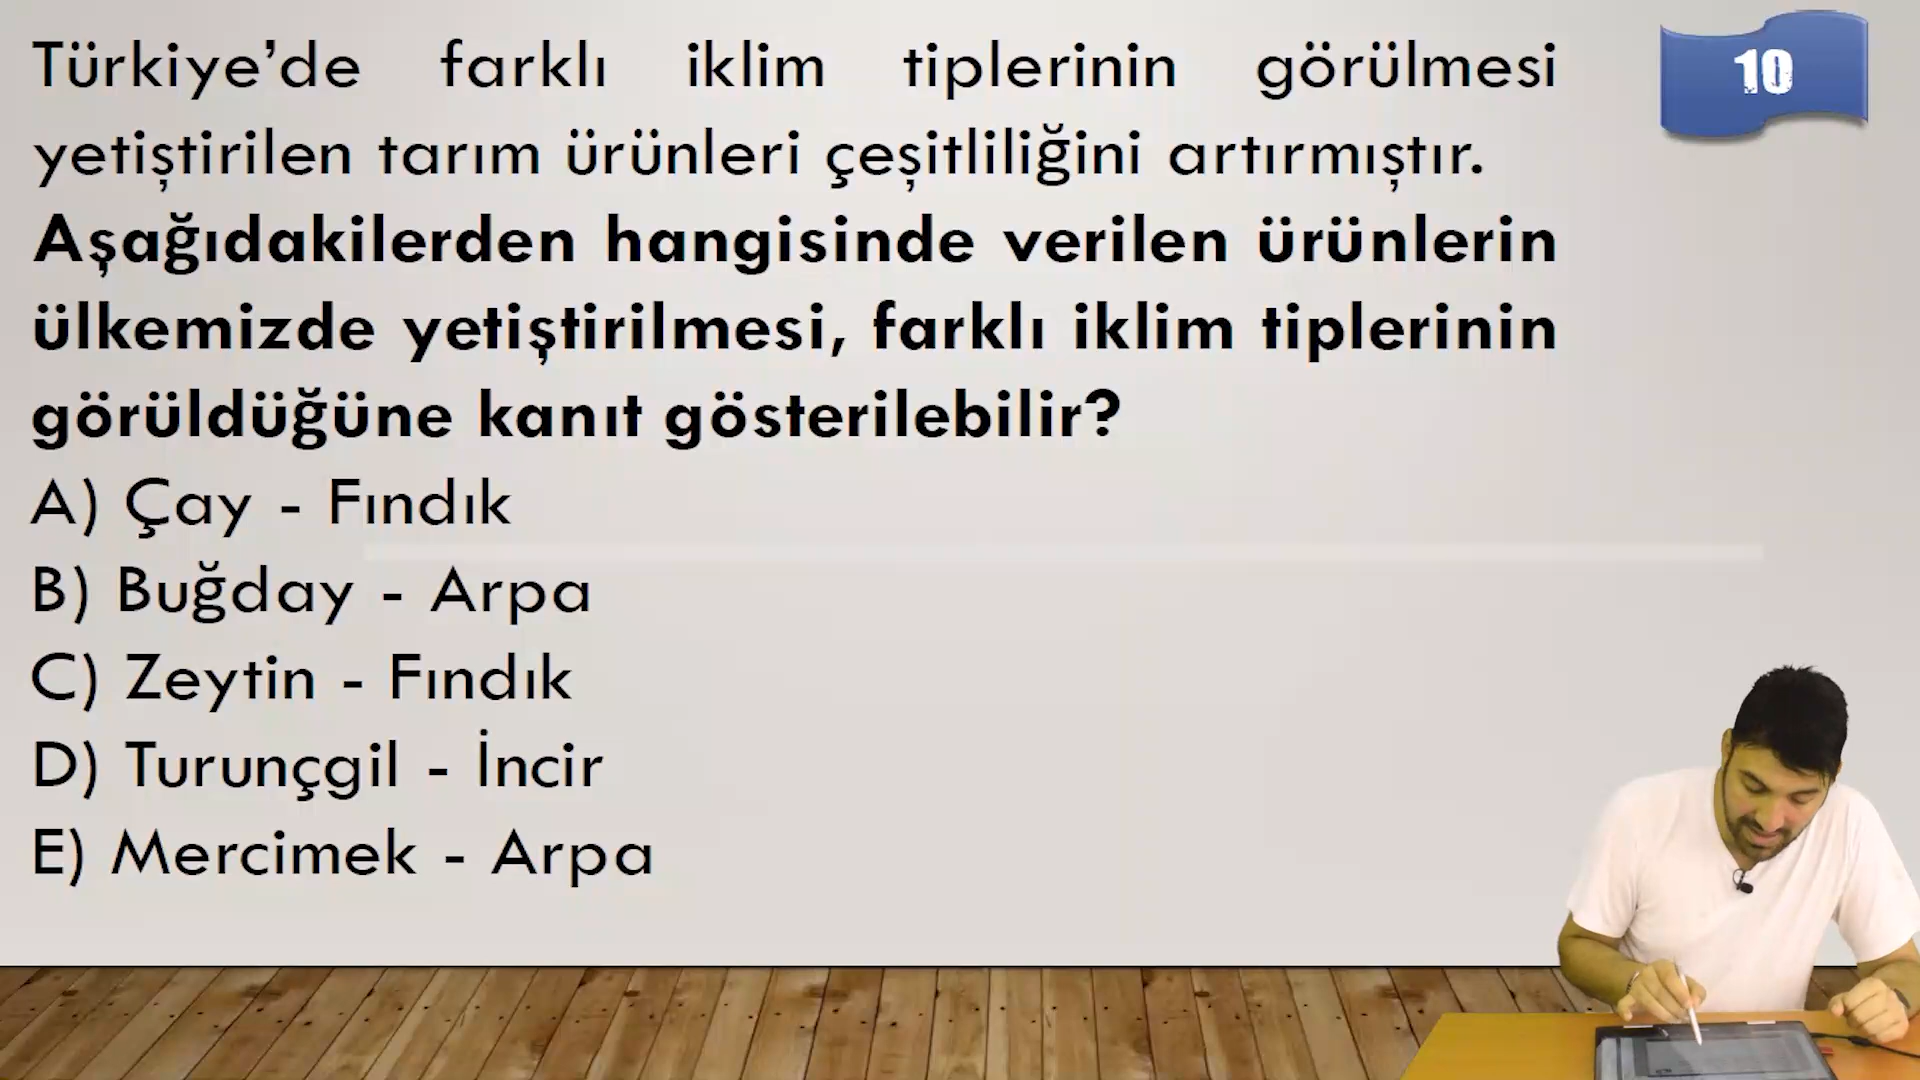 Türkiye’de farklı iklim tiplerinin görülmesi
yetiştirilen tarım ürünleri çeşitliliğini artırmıştır.
Aşağıdakilerden hangisinde verilen ürünlerin
ülkemizde yetiştirilmesi, farklı iklim tiplerinin
görüldüğüne kanıt gösterilebilir?
A) Çay - Fındık
B) Buğday - Arpa
C) Zeytin - Fındık
D) Turunçgil - İncir
E) Mercimek - Arpa
10